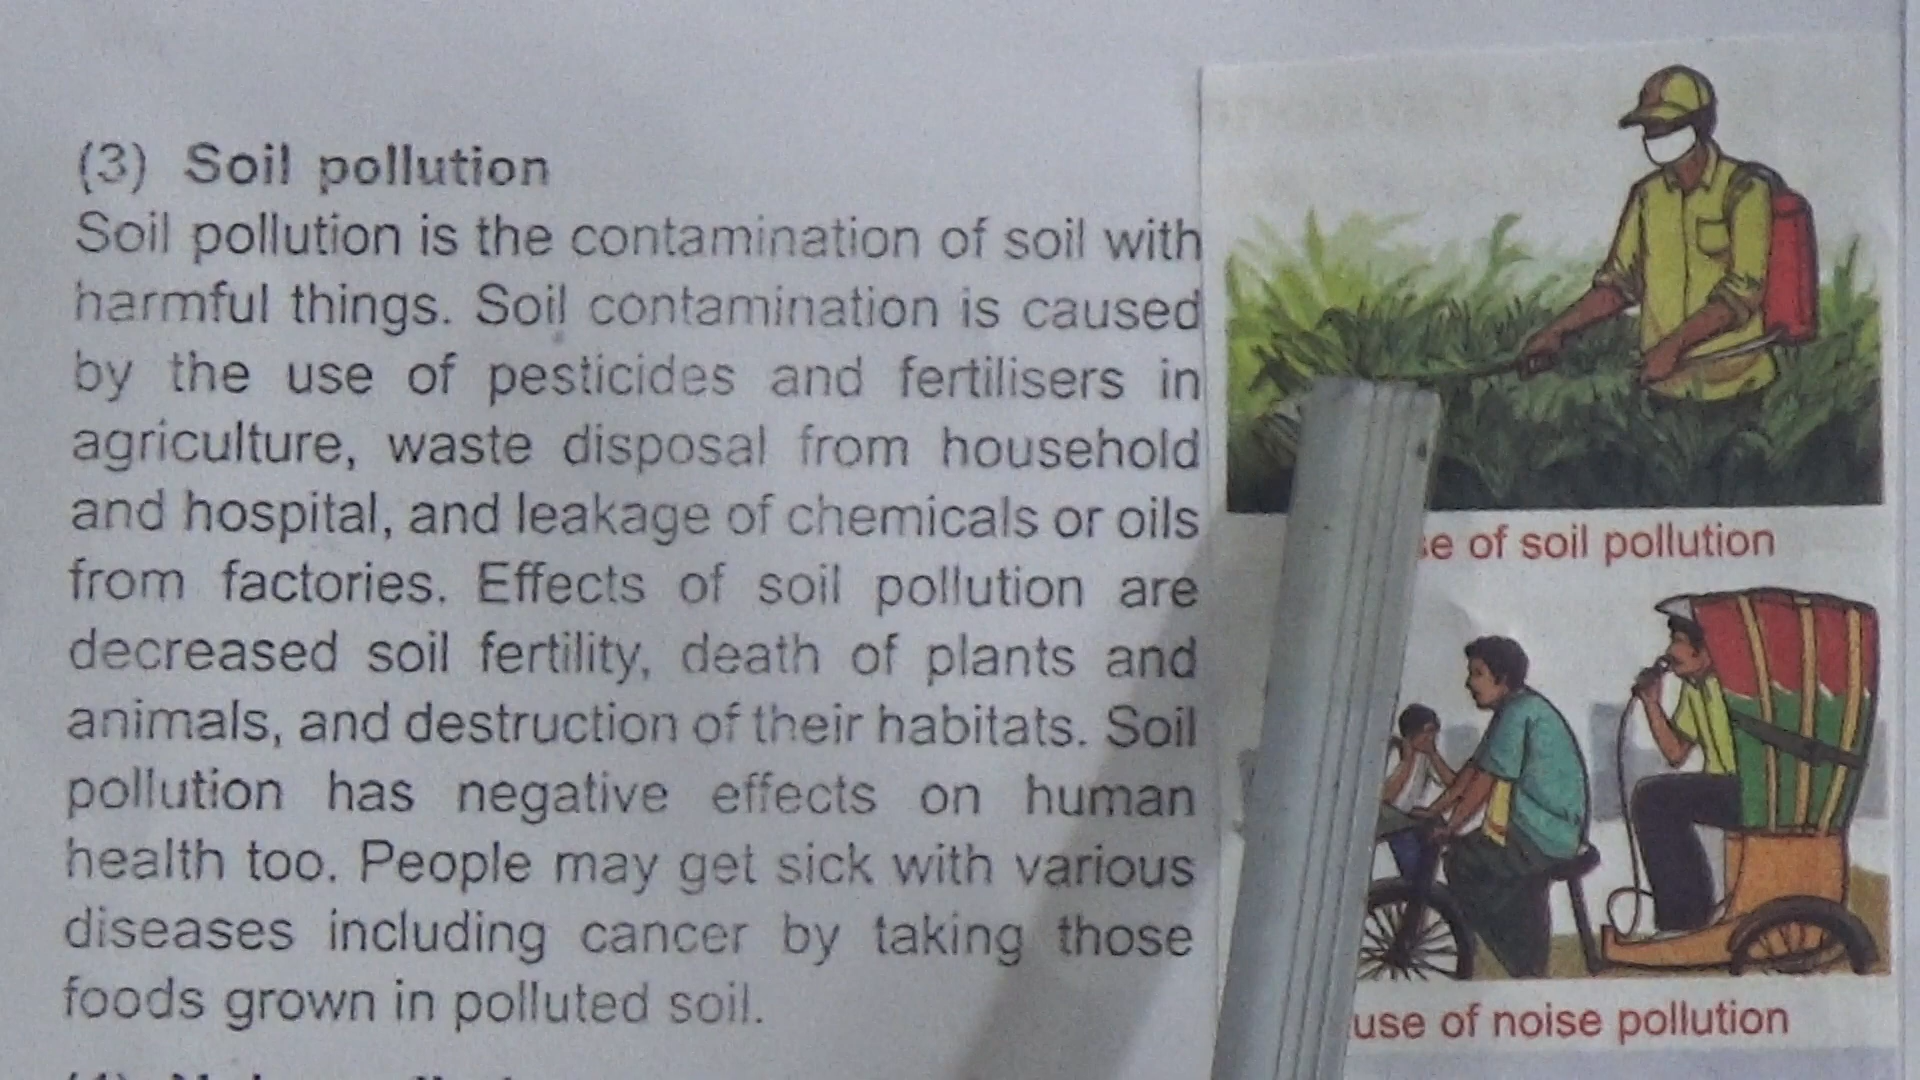 (3) Soil pollution
Soil pollution is the contamination of soil with
harmful things. Soil contamination is caused
by the use of pesticides and fertilisers in
agriculture, waste disposal from household
and hospital, and leakage of chemicals or oils
from factories. Effects of soil pollution are
decreased soil fertility, death of plants and
animals, and destruction of their habitats. Soil
pollution has negative effects on human
health too. People may get sick with various
diseases including cancer by taking those
foods grown in polluted soil.
se of soil pollution
use of noise pollution